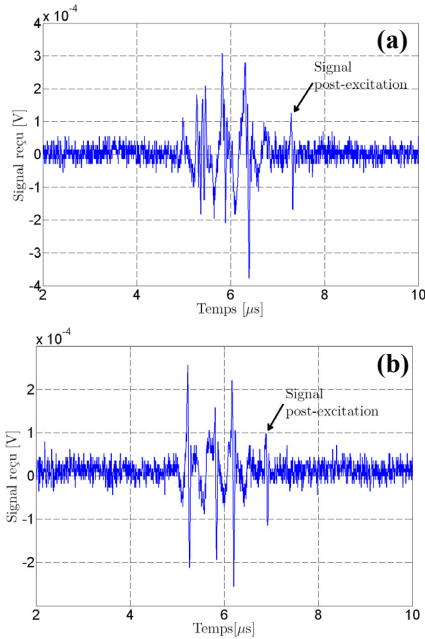 x 10⁻⁴
(a)
4
3
2
1
0
-1
-2
-3
-4
Signal reçu [V]
Signal
post-excitation
2 4 6 8 10
Temps [μs]
x 10⁻⁴
(b)
2
1
0
-1
-2
Signal reçu [V]
Signal
post-excitation
2 4 6 8 10
Temps[μs]